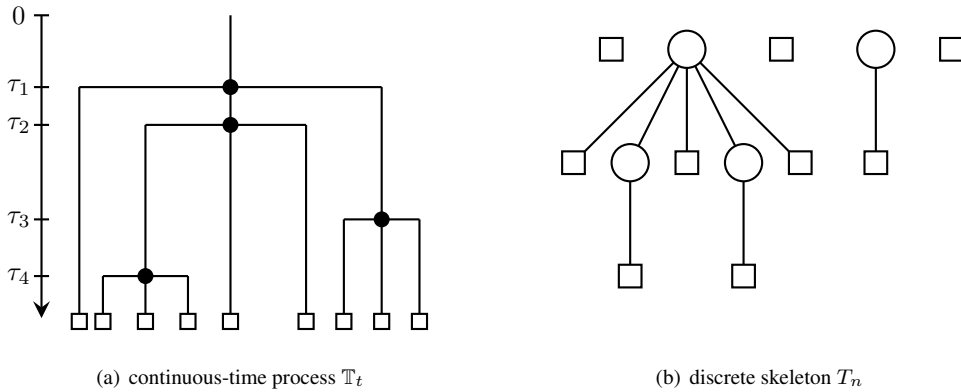 0
τ₁
τ₂
τ₃
τ₄
(a) continuous-time process 𝕋ₜ
(b) discrete skeleton Tₙ